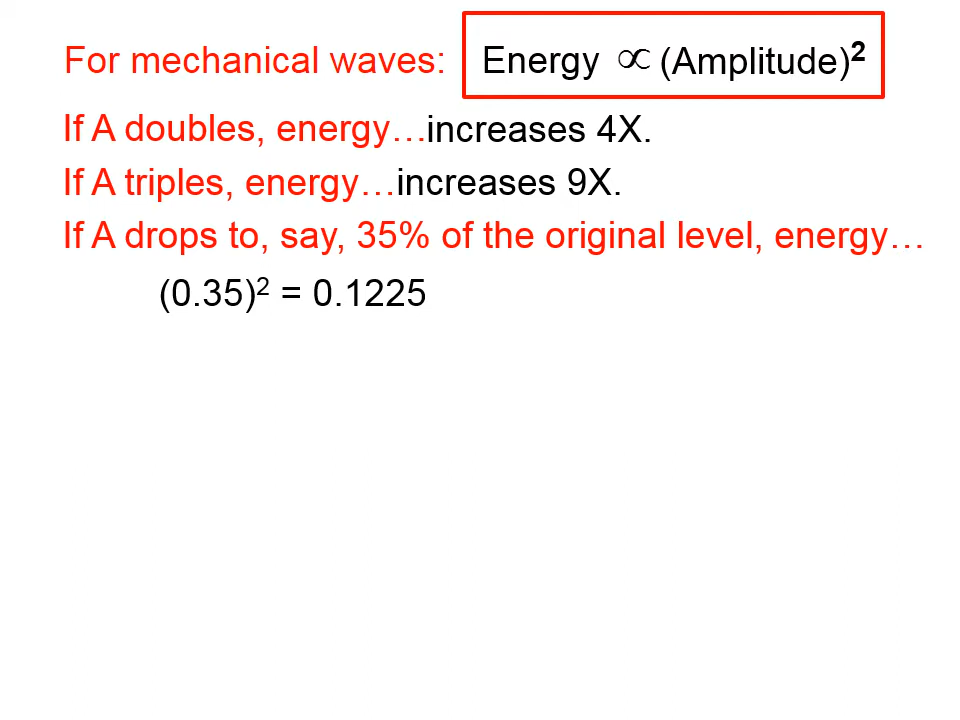 For mechanical waves: Energy ∝ (Amplitude)²
If A doubles, energy…increases 4X.
If A triples, energy…increases 9X.
If A drops to, say, 35% of the original level, energy…
(0.35)² = 0.1225